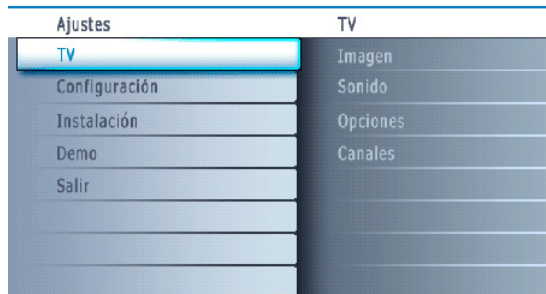 Ajustes
TV
Configuración
Instalación
Demo
Salir
TV
Imagen
Sonido
Opciones
Canales